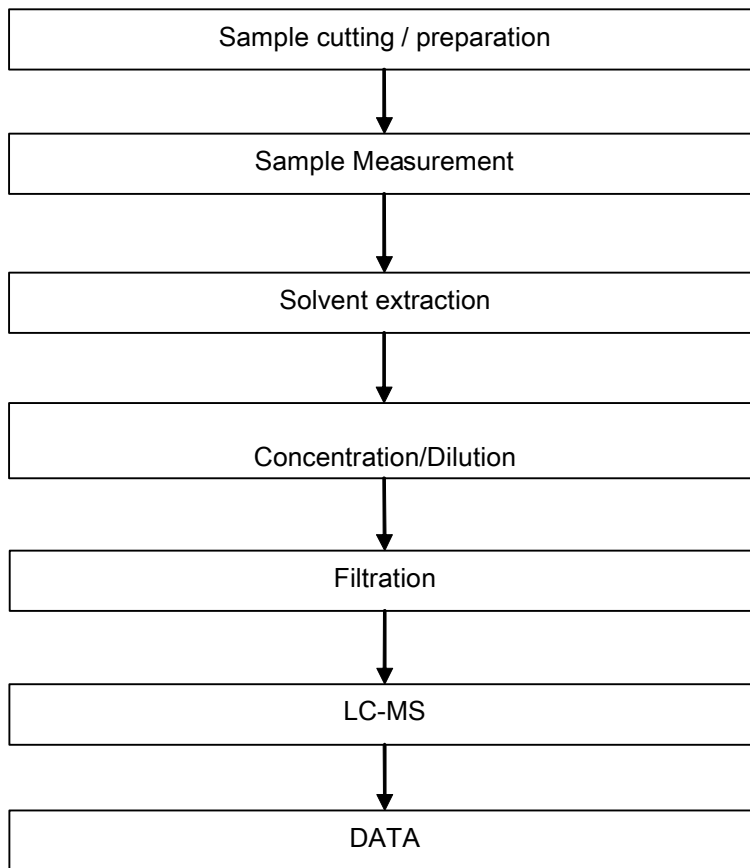 Sample cutting / preparation
Sample Measurement
Solvent extraction
Concentration/Dilution
Filtration
LC-MS
DATA